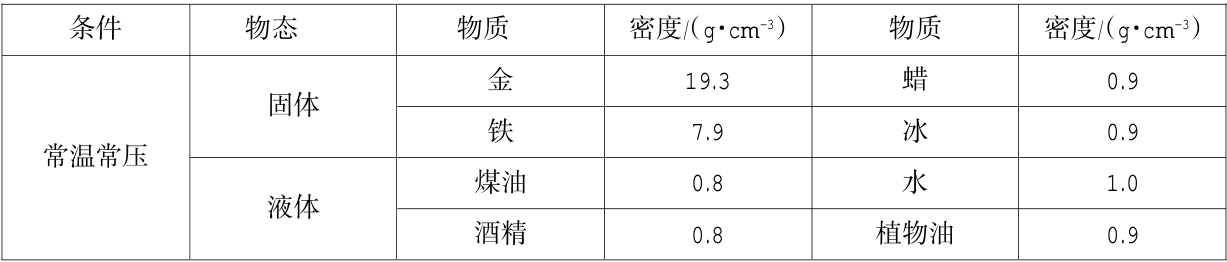 条件 物态 物质 密度/(g·cm⁻³) 物质 密度/(g·cm⁻³)
常温常压 固体 金 19.3 蜡 0.9
铁 7.9 冰 0.9
液体 煤油 0.8 水 1.0
酒精 0.8 植物油 0.9